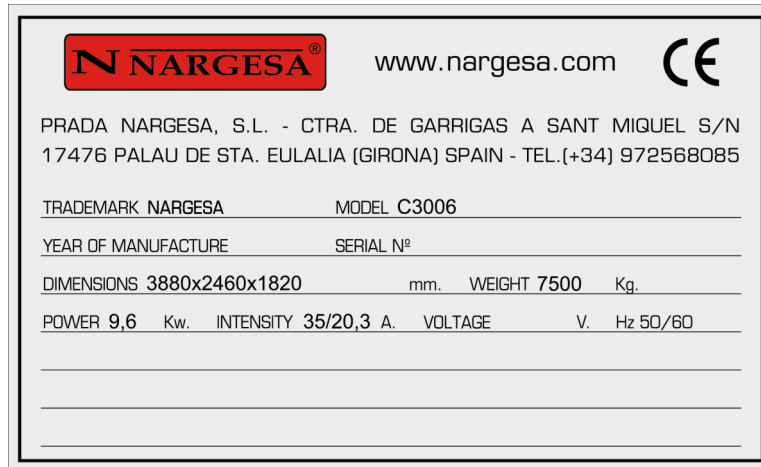 N NARGESA® www.nargesa.com CE
PRADA NARGESA, S.L. - CTRA. DE GARRIGAS A SANT MIQUEL S/N
17476 PALAU DE STA. EULALIA (GIRONA) SPAIN - TEL.(+34) 972568085
TRADEMARK NARGESA MODEL C3006
YEAR OF MANUFACTURE SERIAL Nº
DIMENSIONS 3880x2460x1820 mm. WEIGHT 7500 Kg.
POWER 9,6 Kw. INTENSITY 35/20,3 A. VOLTAGE V. Hz 50/60